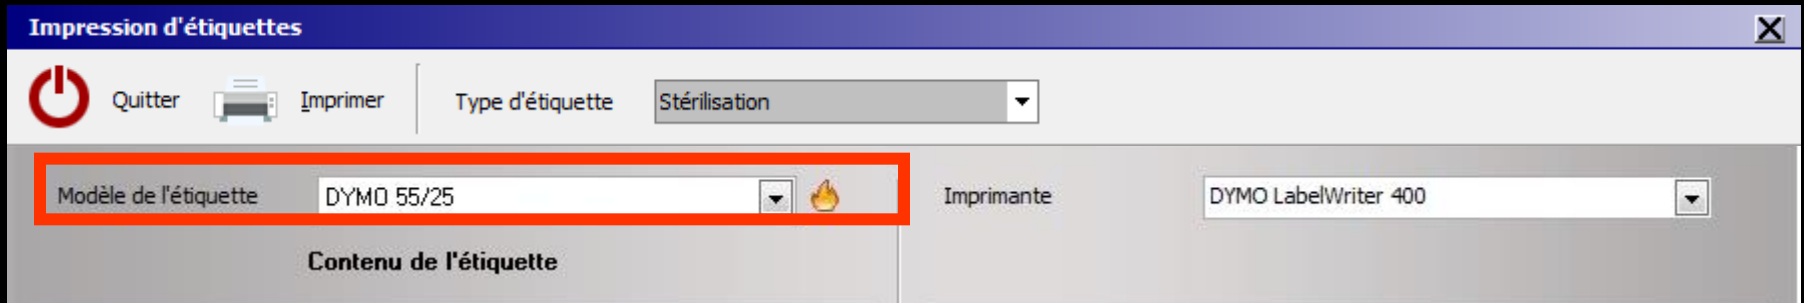 Impression d'étiquettes
Quitter Imprimer Type d'étiquette Stérilisation
Modèle de l'étiquette DYMO 55/25 Imprimante DYMO LabelWriter 400
Contenu de l'étiquette